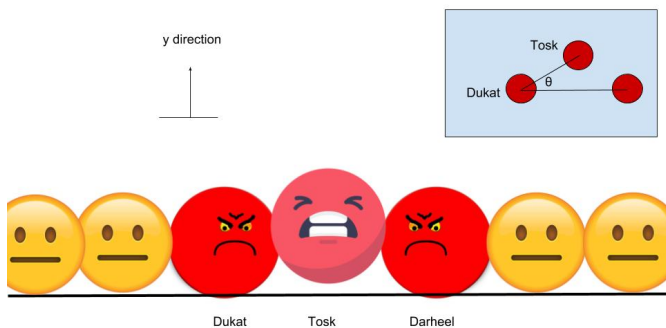 y direction
Tosk
Dukat
θ
Dukat
Tosk
Darheel